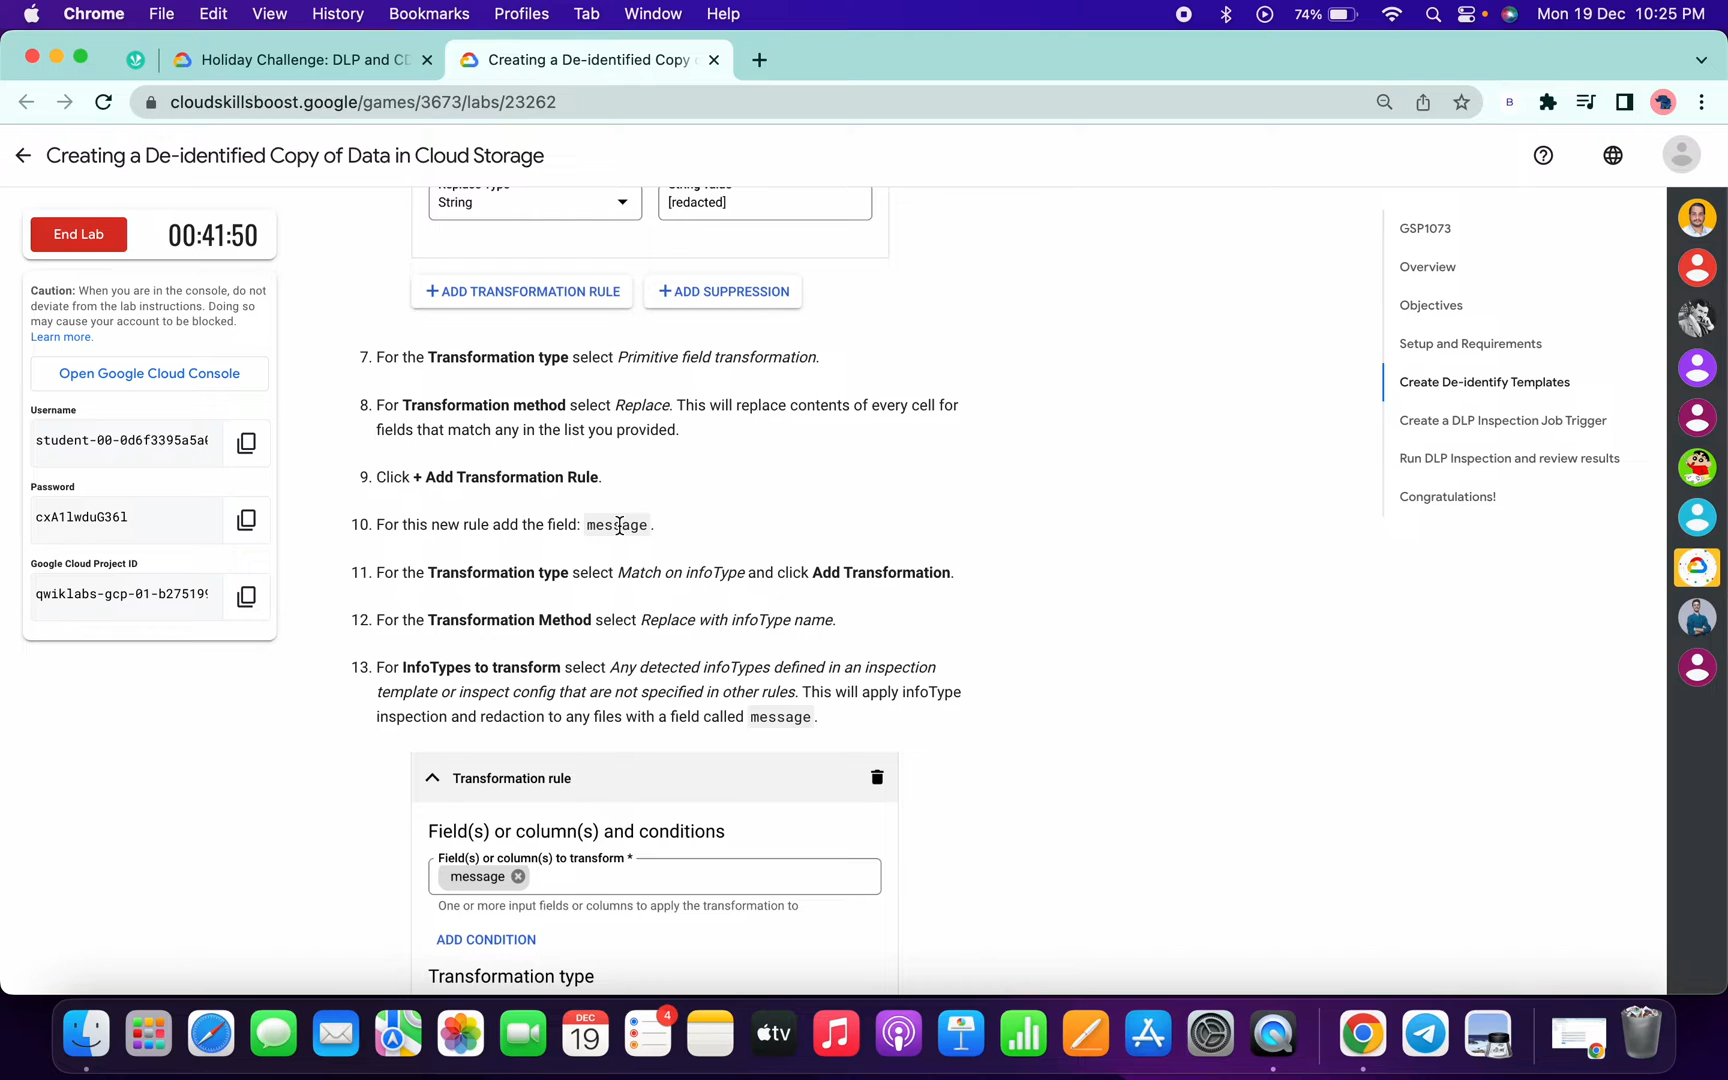 Chrome File Edit View History Bookmarks Profiles Tab Window Help 74% Mon 19 Dec 10:25 PM
Holiday Challenge: DLP and CD Creating a De-identified Copy
cloudskillsboost.google/games/3673/labs/23262
Creating a De-identified Copy of Data in Cloud Storage
End Lab 00:41:50
Caution: When you are in the console, do not
deviate from the lab instructions. Doing so
may cause your account to be blocked.
Learn more.
Open Google Cloud Console
Username
student-00-0d6f3395a5a
Password
cxA1lwduG36l
Google Cloud Project ID
qwiklabs-gcp-01-b27519
Replace Type String value
String [redacted]
+ ADD TRANSFORMATION RULE + ADD SUPPRESSION
7. For the Transformation type select Primitive field transformation.
8. For Transformation method select Replace. This will replace contents of every cell for
fields that match any in the list you provided.
9. Click + Add Transformation Rule.
10. For this new rule add the field: message.
11. For the Transformation type select Match on infoType and click Add Transformation.
12. For the Transformation Method select Replace with infoType name.
13. For InfoTypes to transform select Any detected infoTypes defined in an inspection
template or inspect config that are not specified in other rules. This will apply infoType
inspection and redaction to any files with a field called message.
Transformation rule
Field(s) or column(s) and conditions
Field(s) or column(s) to transform *
message
One or more input fields or columns to apply the transformation to
ADD CONDITION
Transformation type
GSP1073
Overview
Objectives
Setup and Requirements
Create De-identify Templates
Create a DLP Inspection Job Trigger
Run DLP Inspection and review results
Congratulations!
B
DEC
19
4
tv